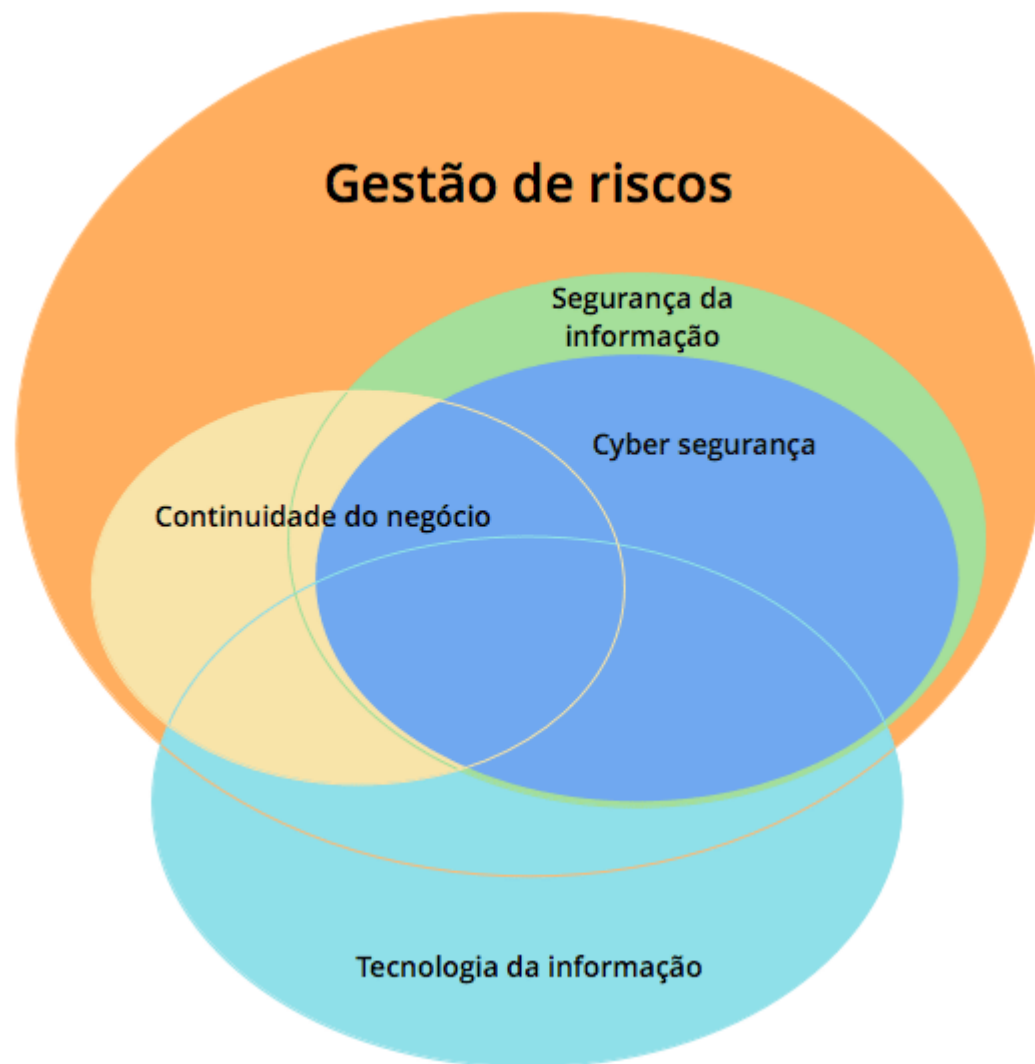 Gestão de riscos
Segurança da
informação
Cyber segurança
Continuidade do negócio
Tecnologia da informação